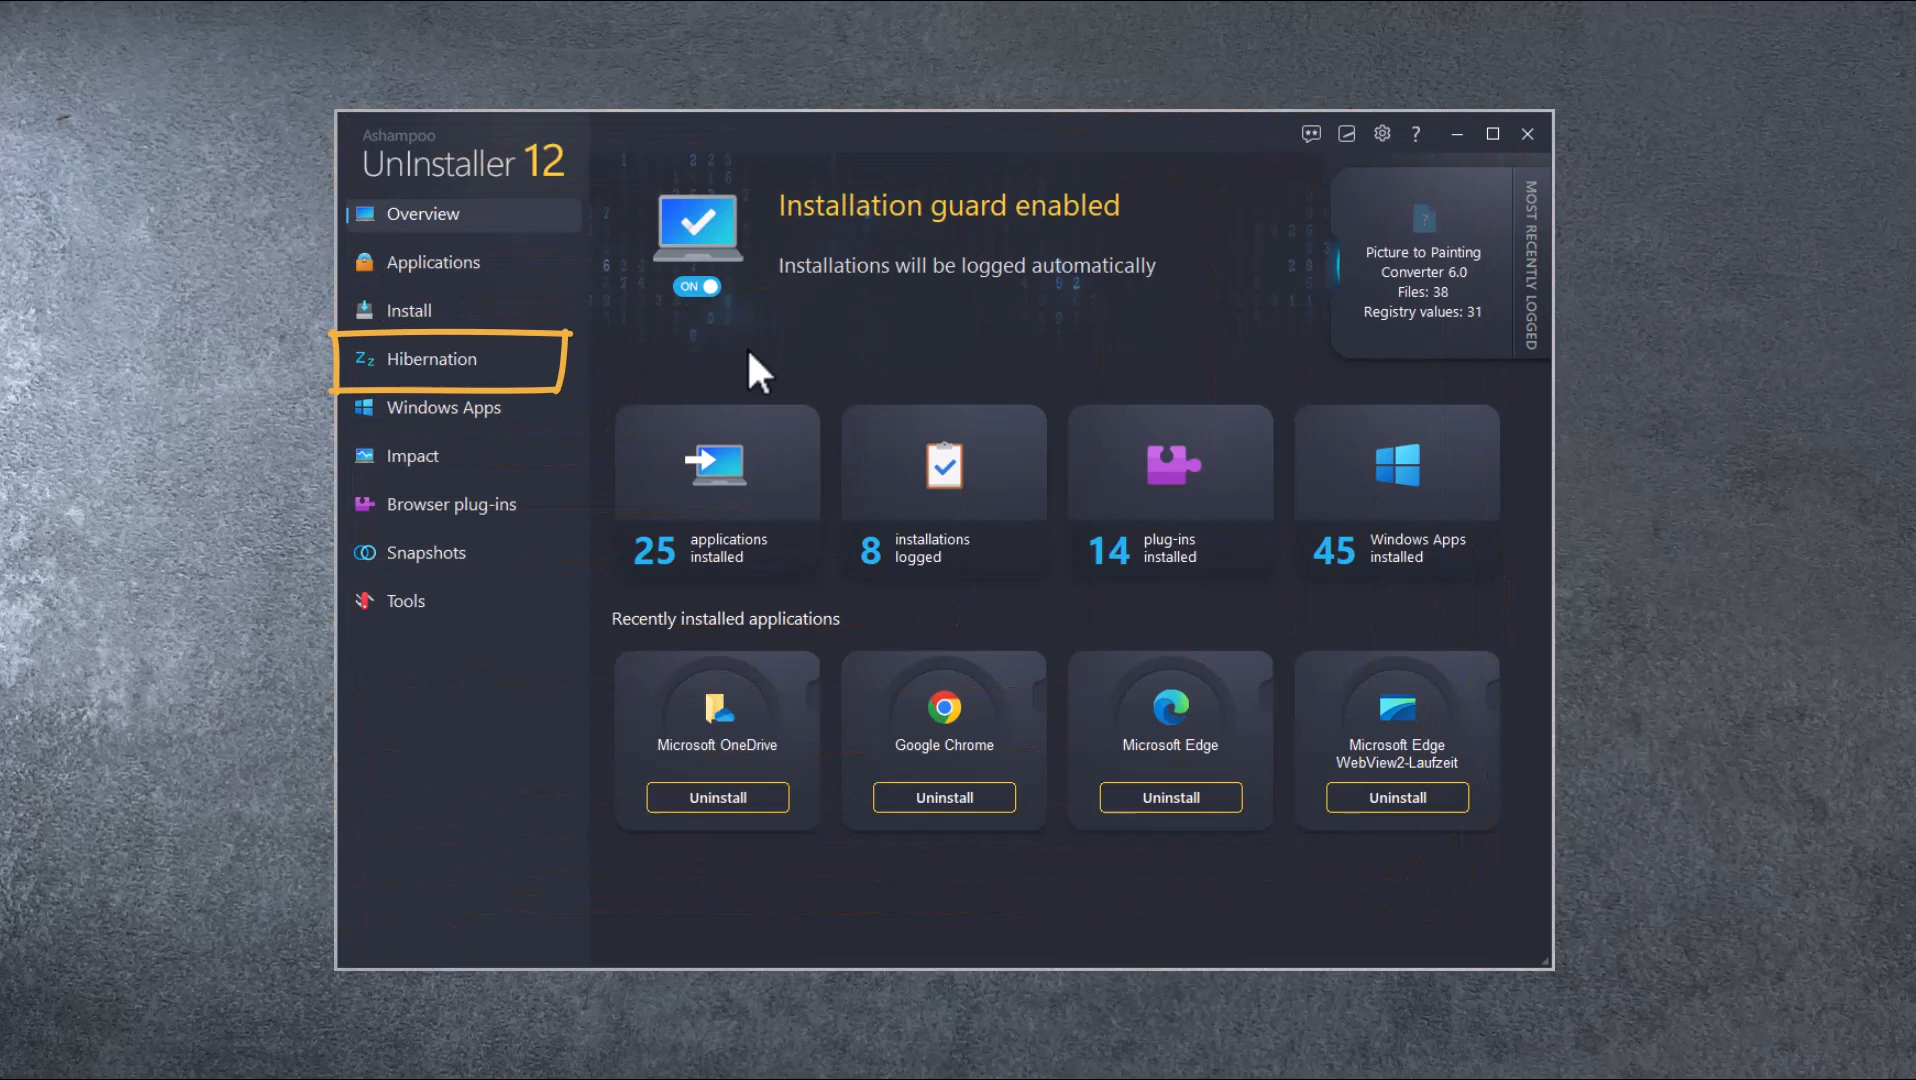 Ashampoo
UnInstaller 12
Overview
Applications
Install
Hibernation
Windows Apps
Impact
Browser plug-ins
Snapshots
Tools
Installation guard enabled
Installations will be logged automatically
ON
Picture to Painting
Converter 6.0
Files: 38
Registry values: 31
MOST RECENTLY LOGGED
25 applications
installed
8 installations
logged
14 plug-ins
installed
45 Windows Apps
installed
Recently installed applications
Microsoft OneDrive
Uninstall
Google Chrome
Uninstall
Microsoft Edge
Uninstall
Microsoft Edge
WebView2-Laufzeit
Uninstall